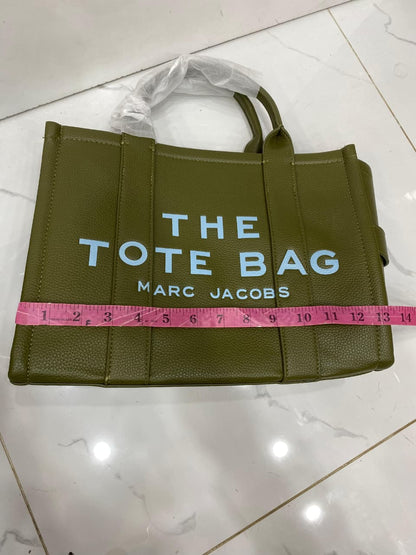 THE
TOTE BAG
MARC JACOBS
1 2 3 4 5 6 7 8 9 10 11 12 13 14